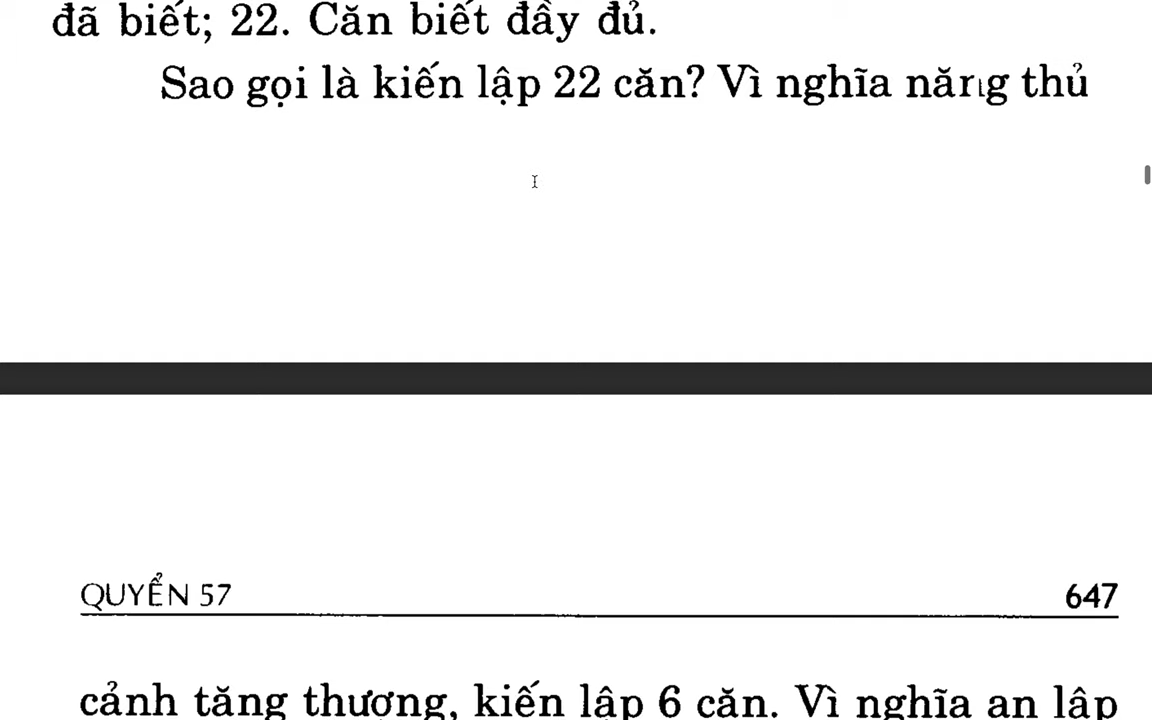 đã biết; 22. Căn biết đầy đủ.
Sao gọi là kiến lập 22 căn? Vì nghĩa năng thủ
QUYỂN 57
647
cảnh tăng thượng, kiến lập 6 căn. Vì nghĩa an lập